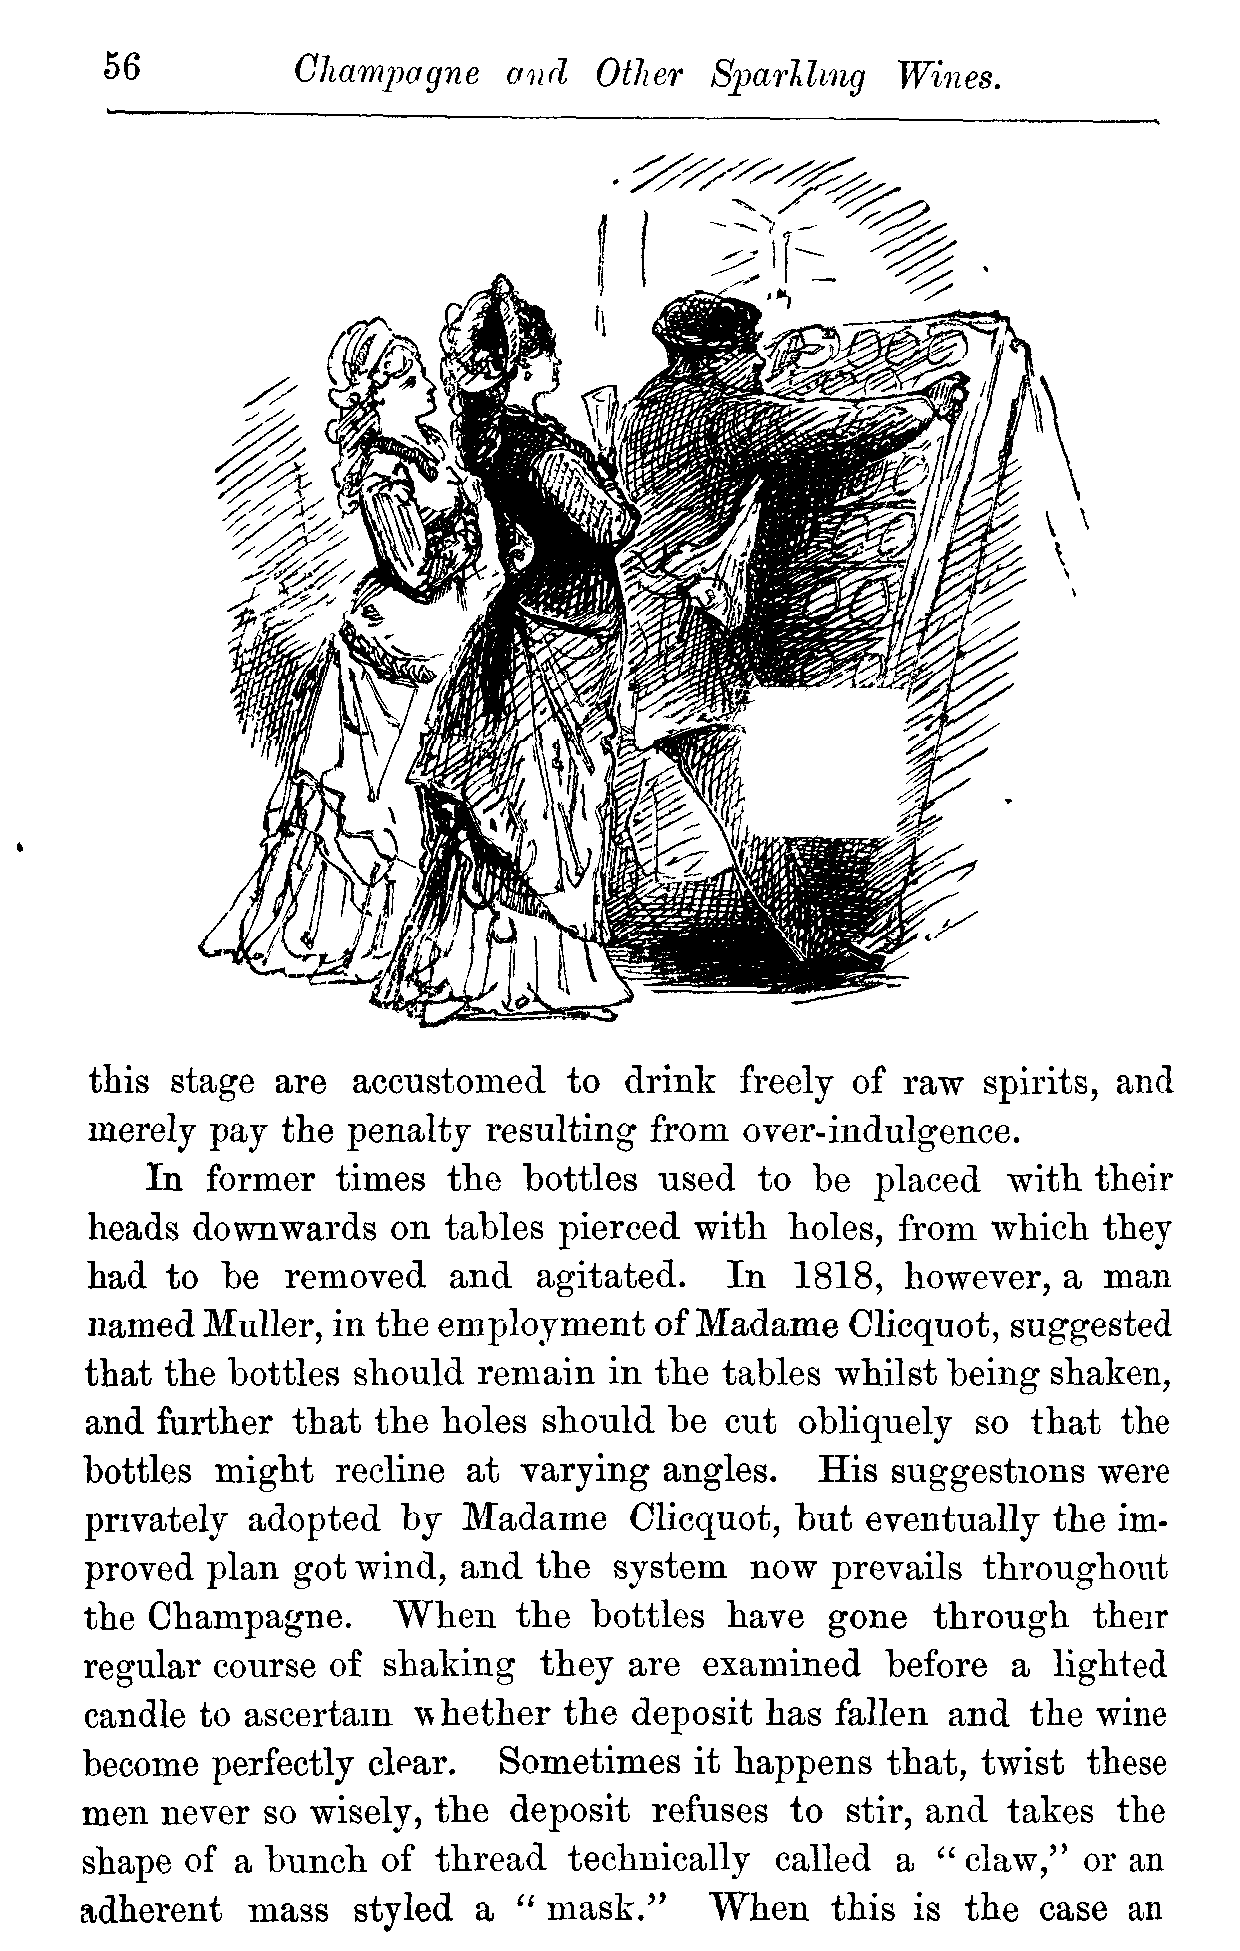 56 Champagne and Other Sparkling Wines.
this stage are accustomed to drink freely of raw spirits, and
merely pay the penalty resulting from over-indulgence.
In former times the bottles used to be placed with their
heads downwards on tables pierced with holes, from which they
had to be removed and agitated. In 1818, however, a man
named Muller, in the employment of Madame Clicquot, suggested
that the bottles should remain in the tables whilst being shaken,
and further that the holes should be cut obliquely so that the
bottles might recline at varying angles. His suggestions were
privately adopted by Madame Clicquot, but eventually the im-
proved plan got wind, and the system now prevails throughout
the Champagne. When the bottles have gone through their
regular course of shaking they are examined before a lighted
candle to ascertain whether the deposit has fallen and the wine
become perfectly clear. Sometimes it happens that, twist these
men never so wisely, the deposit refuses to stir, and takes the
shape of a bunch of thread technically called a “claw,” or an
adherent mass styled a “mask.” When this is the case an